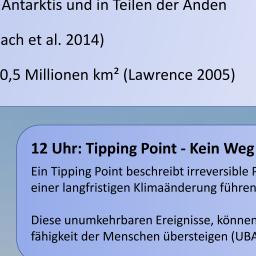 Antarktis und in Teilen der Anden
ach et al. 2014)
0,5 Millionen km² (Lawrence 2005)
12 Uhr: Tipping Point - Kein Weg
Ein Tipping Point beschreibt irreversible
einer langfristigen Klimaänderung führen
Diese unumkehrbaren Ereignisse, können
fähigkeit der Menschen übersteigen (UBA